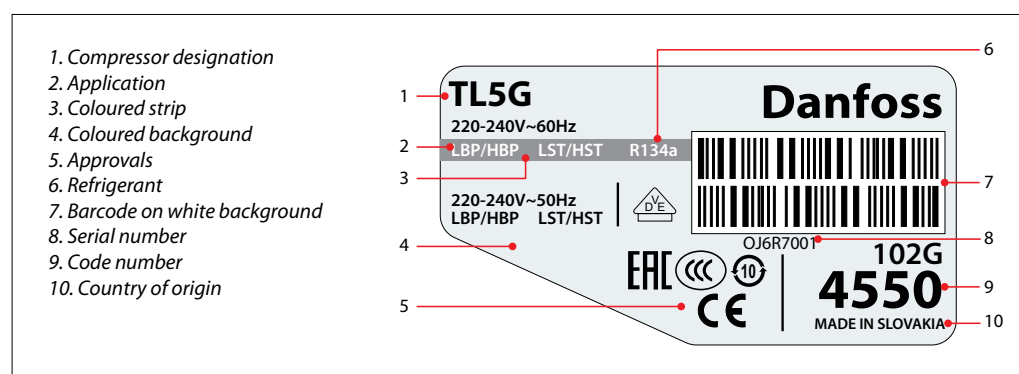 1. Compressor designation
2. Application
3. Coloured strip
4. Coloured background
5. Approvals
6. Refrigerant
7. Barcode on white background
8. Serial number
9. Code number
10. Country of origin
6
1
TL5G
Danfoss
220-240V~60Hz
2
LBP/HBP LST/HST R134a
3
7
220-240V~50Hz
LBP/HBP LST/HST
VDE
OJ6R7001
8
4
102G
EAC
CCC
10
4550
9
5
CE
MADE IN SLOVAKIA
10